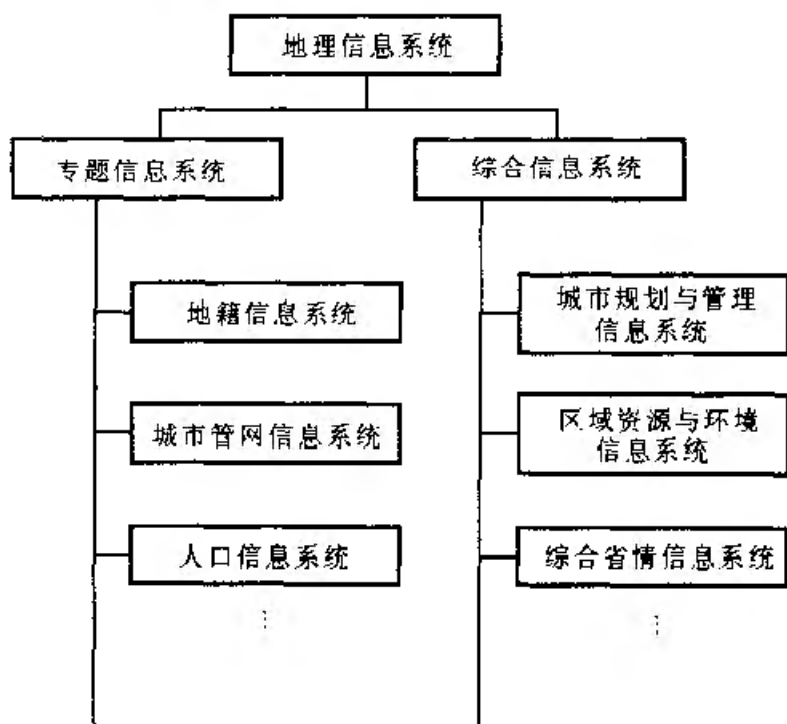 地理信息系统
专题信息系统
综合信息系统
地籍信息系统
城市管网信息系统
人口信息系统
城市规划与管理
信息系统
区域资源与环境
信息系统
综合省情信息系统